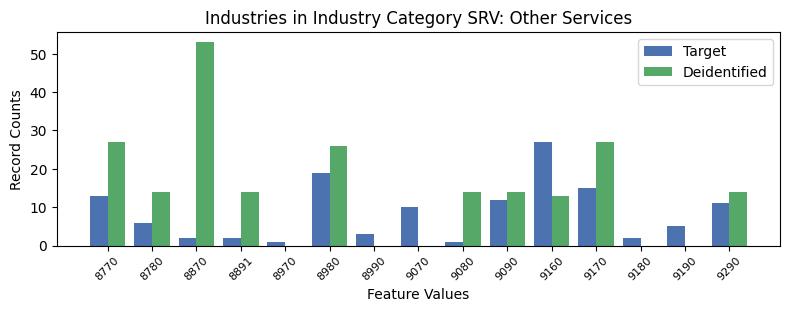 Industries in Industry Category SRV: Other Services
Record Counts
50
40
30
20
10
0
Target
Deidentified
8770 8780 8870 8891 8970 8980 8990 9070 9080 9090 9160 9170 9180 9190 9290
Feature Values